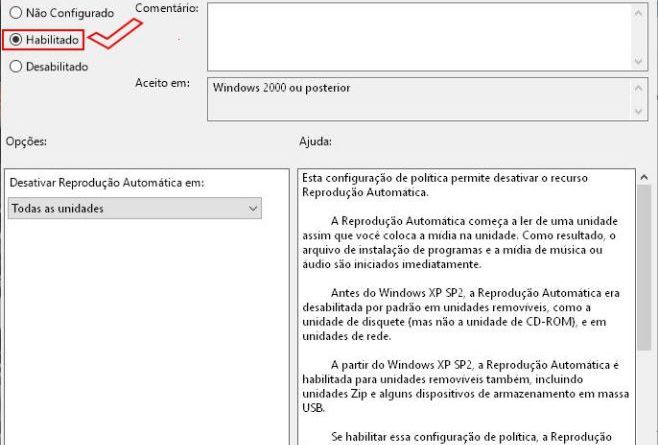 Não Configurado
Comentário:
Habilitado
Desabilitado
Aceito em:
Windows 2000 ou posterior
Opções:
Ajuda:
Desativar Reprodução Automática em:
Todas as unidades
Esta configuração de política permite desativar o recurso
Reprodução Automática.
A Reprodução Automática começa a ler de uma unidade
assim que você coloca a mídia na unidade. Como resultado, o
arquivo de instalação de programas e a mídia de música ou
áudio são iniciados imediatamente.
Antes do Windows XP SP2, a Reprodução Automática era
desabilitada por padrão em unidades removíveis, como a
unidade de disquete (mas não a unidade de CD-ROM), e em
unidades de rede.
A partir do Windows XP SP2, a Reprodução Automática é
habilitada para unidades removíveis também, incluindo
unidades Zip e alguns dispositivos de armazenamento em massa
USB.
Se habilitar essa configuração de política, a Reprodução